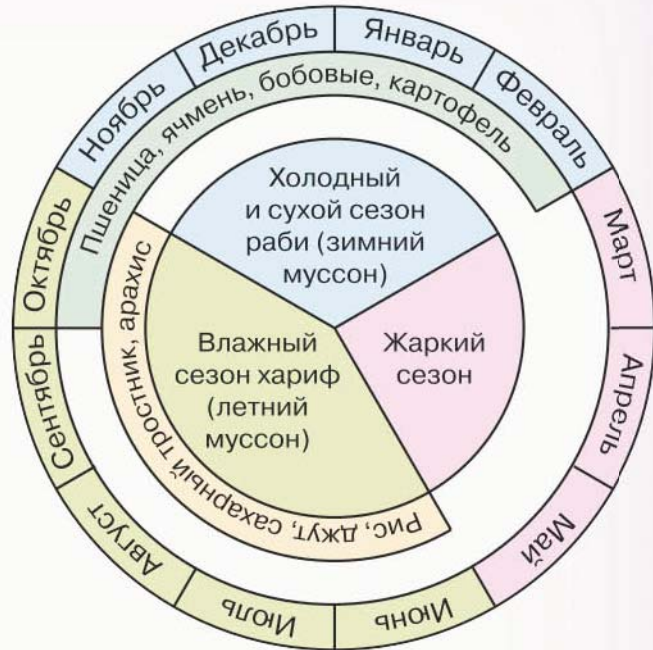 Январь
Февраль
Март
Апрель
Май
Июнь
Июль
Август
Сентябрь
Октябрь
Ноябрь
Декабрь
Пшеница, ячмень, бобовые, картофель
Рис, джут, сахарный тростник, арахис
Холодный
и сухой сезон
раби (зимний
муссон)
Жаркий
сезон
Влажный
сезон хариф
(летний
муссон)